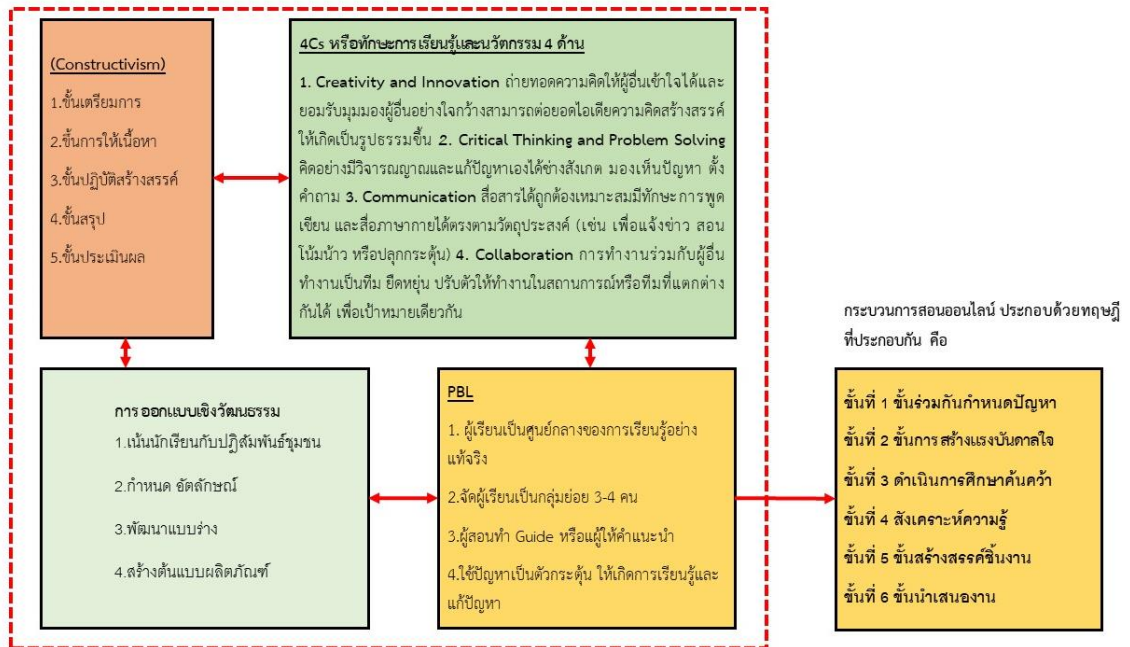 (Constructivism)
1.ขั้นเตรียมการ
2.ขึ้นการให้เนื้อหา
3.ขั้นปฏิบัติสร้างสรรค์
4.ขั้นสรุป
5.ขั้นประเมินผล
4Cs หรือทักษะการเรียนรู้และนวัตกรรม 4 ด้าน
1. Creativity and Innovation ถ่ายทอดความคิดให้ผู้อื่นเข้าใจได้และ
ยอมรับมุมมองผู้อื่นอย่างใจกว้างสามารถต่อยอดไอเดียความคิดสร้างสรรค์
ให้เกิดเป็นรูปธรรมขึ้น 2. Critical Thinking and Problem Solving
คิดอย่างมีวิจารณญาณและแก้ปัญหาเองได้ช่างสังเกต มองเห็นปัญหา ตั้ง
คำถาม 3. Communication สื่อสารได้ถูกต้องเหมาะสมมีทักษะการพูด
เขียน และสื่อภาษากายได้ตรงตามวัตถุประสงค์ (เช่น เพื่อแจ้งข่าว สอน
โน้มน้าว หรือปลุกกระตุ้น) 4. Collaboration การทำงานร่วมกับผู้อื่น
ทำงานเป็นทีม ยืดหยุ่น ปรับตัวให้ทำงานในสถานการณ์หรือทีมที่แตกต่าง
กันได้ เพื่อเป้าหมายเดียวกัน
การออกแบบเชิงวัฒนธรรม
1.เน้นนักเรียนกับปฏิสัมพันธ์ชุมชน
2.กำหนด อัตลักษณ์
3.พัฒนาแบบร่าง
4.สร้างต้นแบบผลิตภัณฑ์
PBL
1. ผู้เรียนเป็นศูนย์กลางของการเรียนรู้อย่าง
แท้จริง
2.จัดผู้เรียนเป็นกลุ่มย่อย 3-4 คน
3.ผู้สอนทำ Guide หรือแผู้ให้คำแนะนำ
4.ใช้ปัญหาเป็นตัวกระตุ้น ให้เกิดการเรียนรู้และ
แก้ปัญหา
กระบวนการสอนออนไลน์ ประกอบด้วยทฤษฎี
ที่ประกอบกัน คือ
ขั้นที่ 1 ขั้นร่วมกันกำหนดปัญหา
ขั้นที่ 2 ขั้นการสร้างแรงบันดาลใจ
ขั้นที่ 3 ดำเนินการศึกษาค้นคว้า
ขั้นที่ 4 สังเคราะห์ความรู้
ขั้นที่ 5 ขั้นสร้างสรรค์ชิ้นงาน
ขั้นที่ 6 ขั้นนำเสนองาน